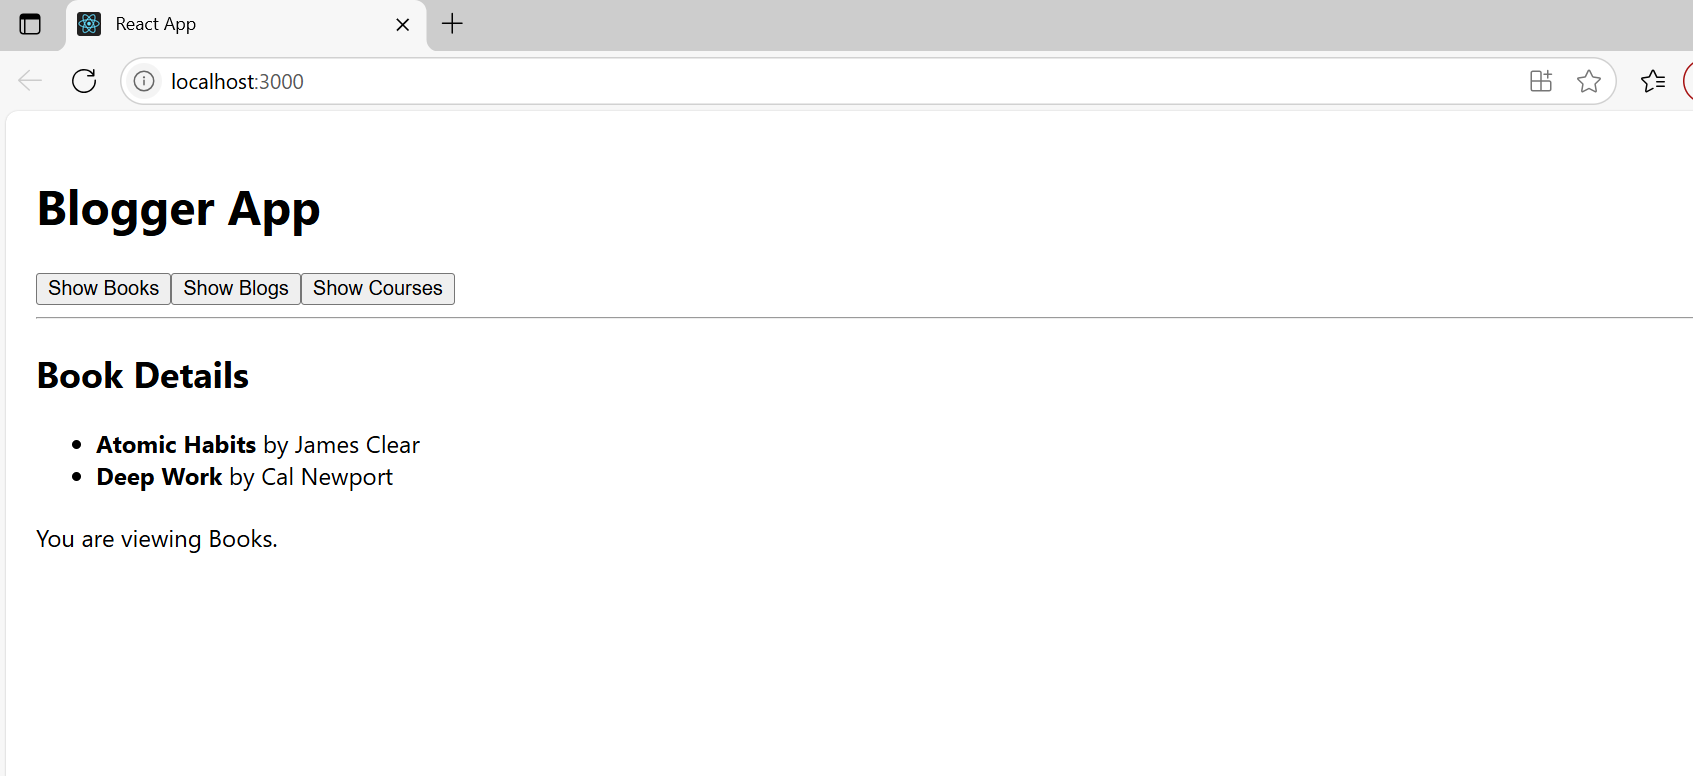 React App
localhost:3000
Blogger App
Show Books Show Blogs Show Courses
Book Details
Atomic Habits by James Clear
Deep Work by Cal Newport
You are viewing Books.